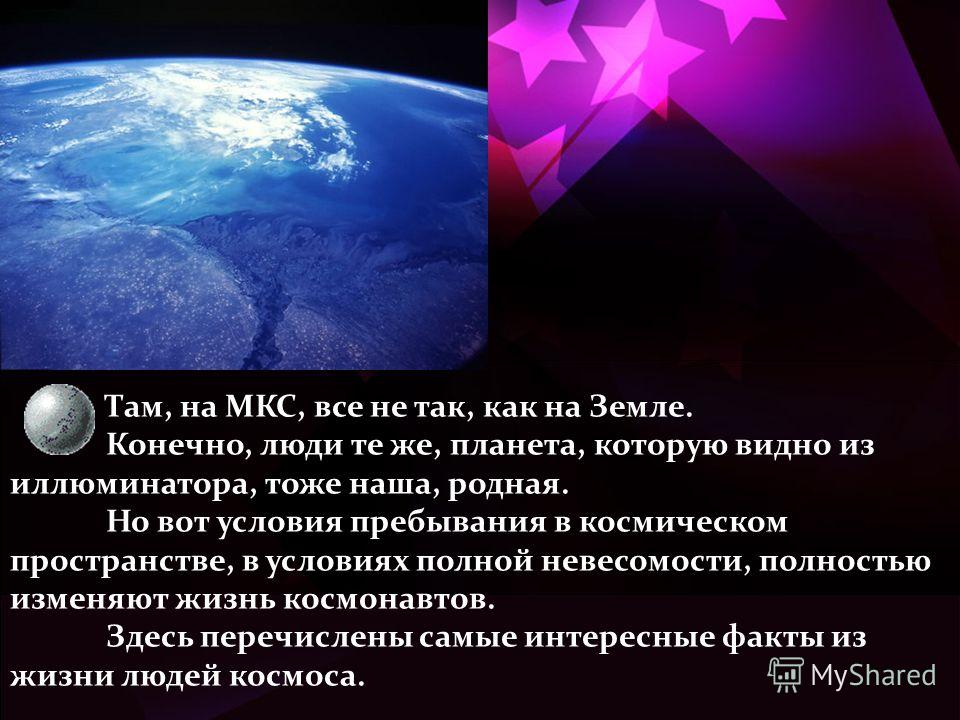 Там, на МКС, все не так, как на Земле.
Конечно, люди те же, планета, которую видно из
иллюминатора, тоже наша, родная.
Но вот условия пребывания в космическом
пространстве, в условиях полной невесомости, полностью
изменяют жизнь космонавтов.
Здесь перечислены самые интересные факты из
жизни людей космоса.
MyShared